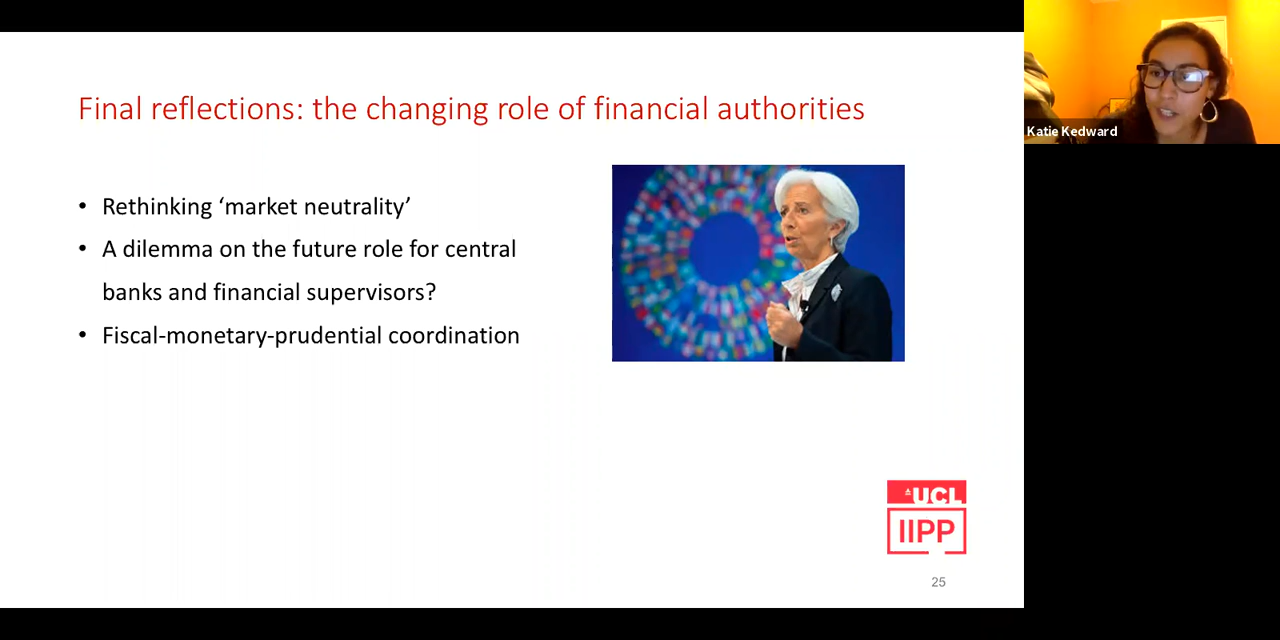 Final reflections: the changing role of financial authorities
• Rethinking ‘market neutrality’
• A dilemma on the future role for central
banks and financial supervisors?
• Fiscal-monetary-prudential coordination
UCL
IIPP
25
Katie Kedward